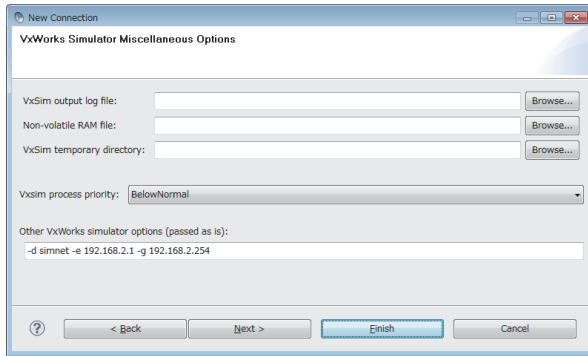 New Connection
VxWorks Simulator Miscellaneous Options
VxSim output log file: Browse...
Non-volatile RAM file: Browse...
VxSim temporary directory: Browse...
Vxsim process priority: BelowNormal
Other VxWorks simulator options (passed as is):
-d simnet -e 192.168.2.1 -g 192.168.2.254
? < Back Next > Finish Cancel